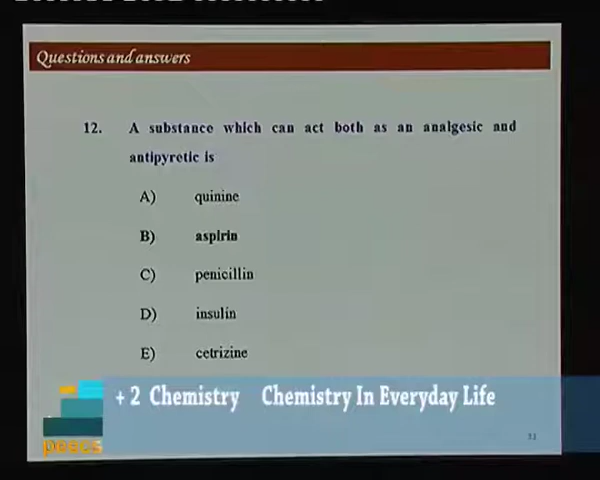 Questions and answers
12. A substance which can act both as an analgesic and
antipyretic is
A) quinine
B) aspirin
C) penicillin
D) insulin
E) cetrizine
+ 2 Chemistry Chemistry In Everyday Life
peecs